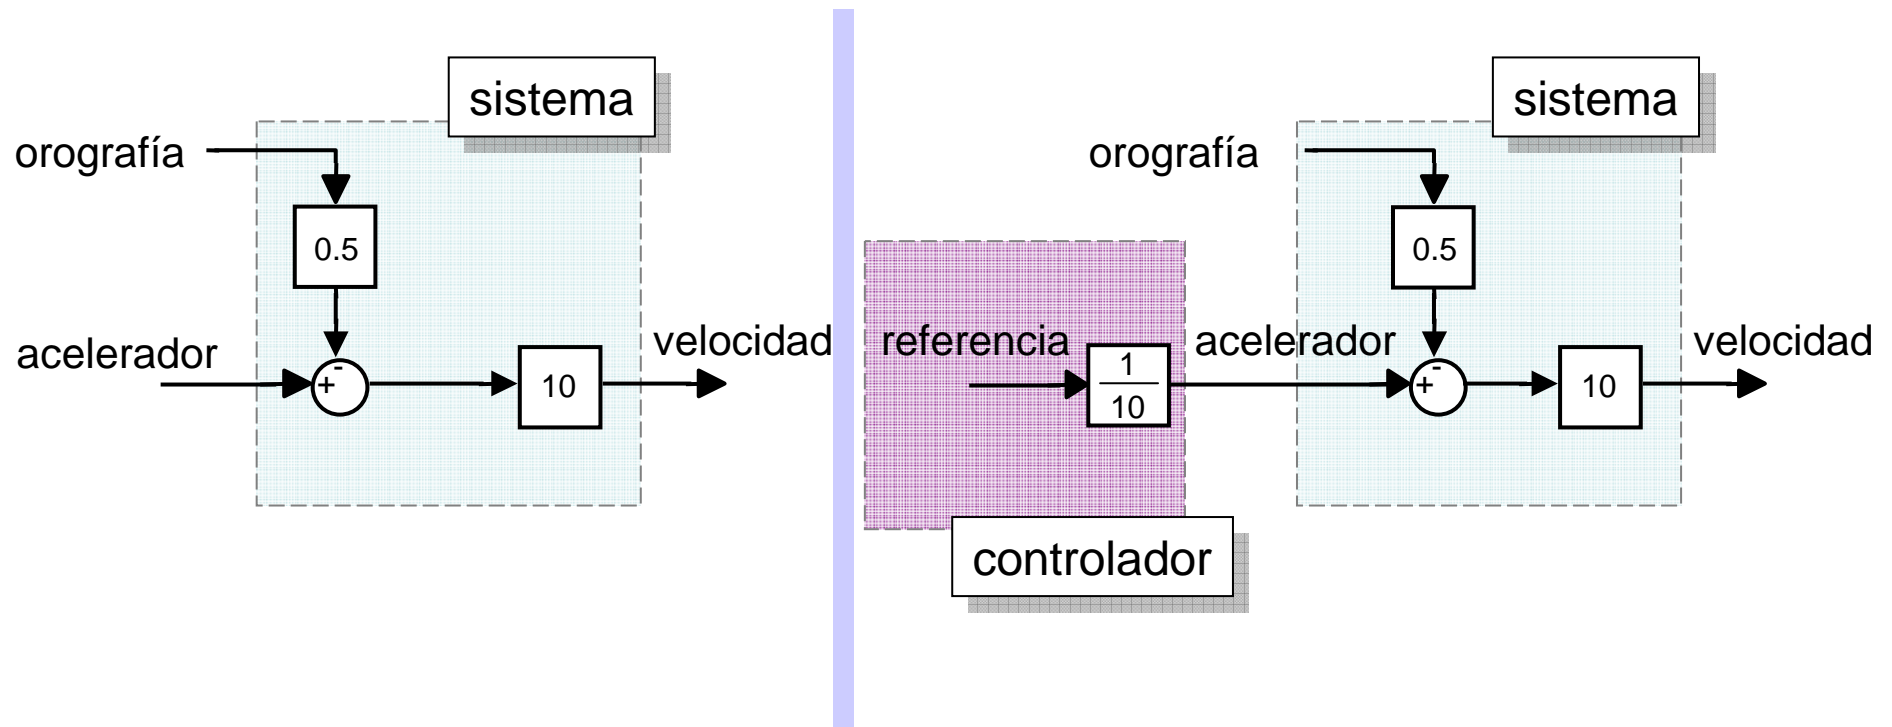 sistema
orografía
0.5
acelerador
+
-
10
velocidad
sistema
orografía
0.5
referencia
1
10
acelerador
+
-
10
velocidad
controlador